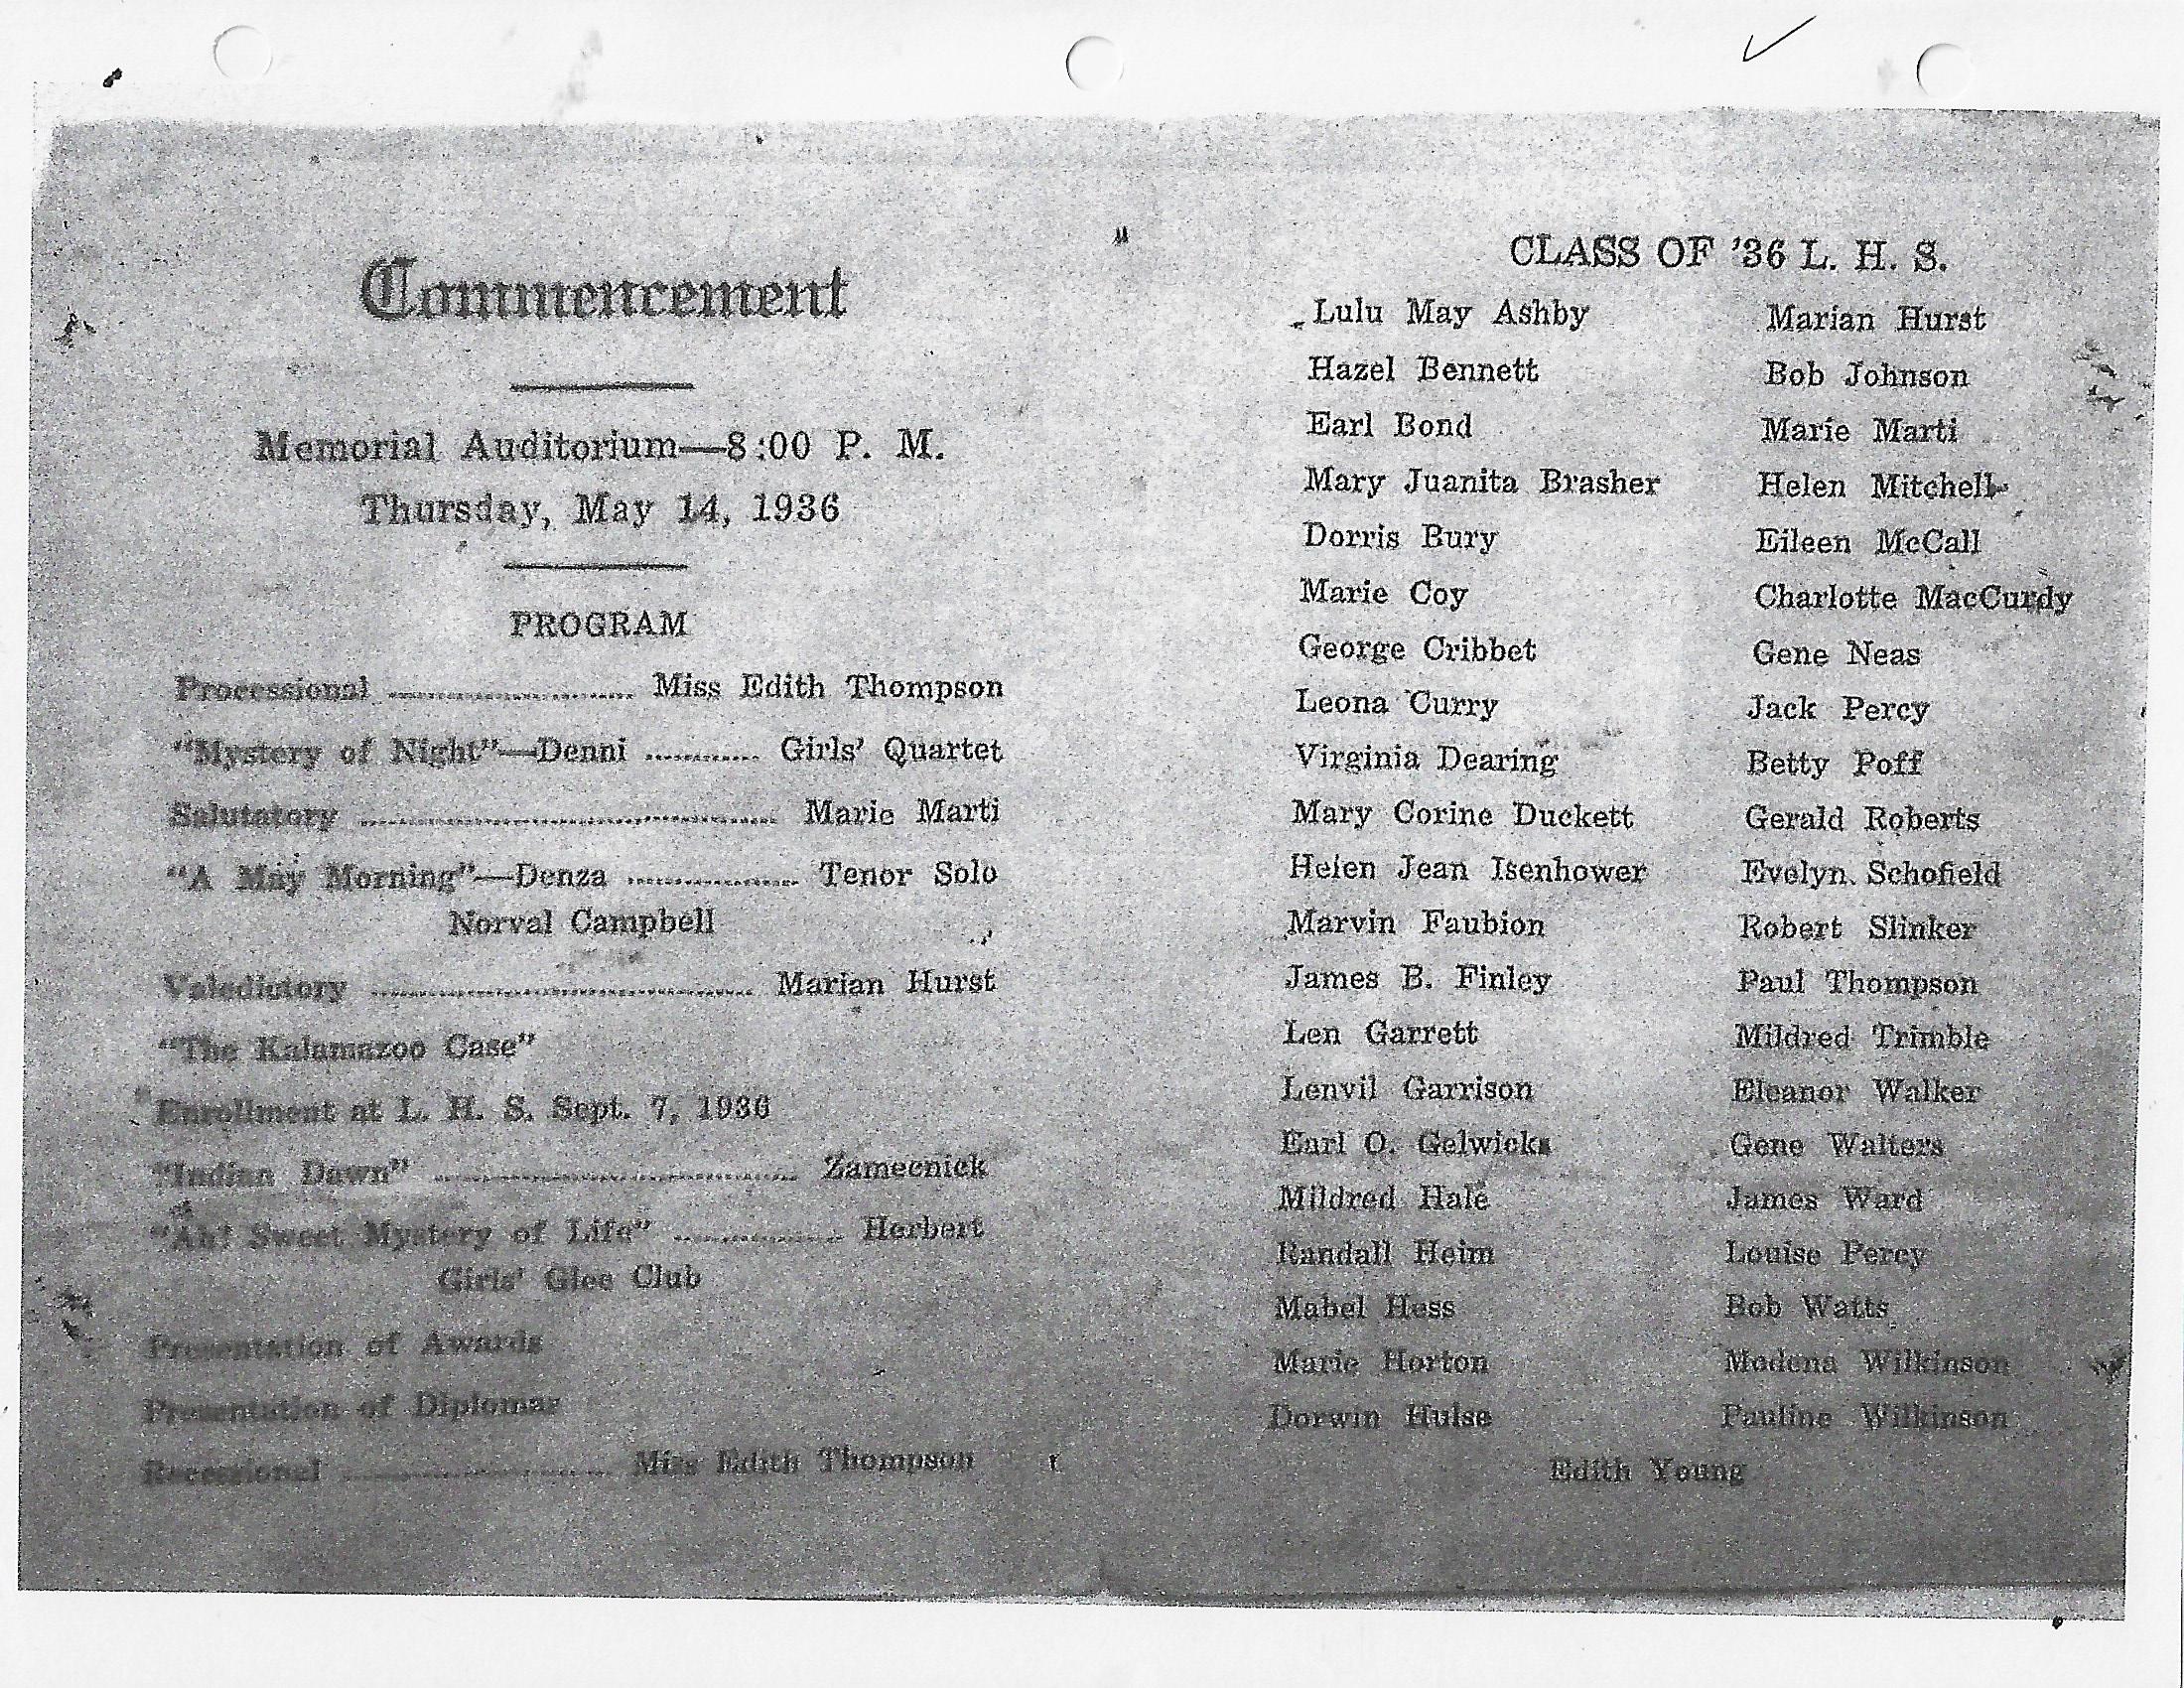 Commencement
Memorial Auditorium—8:00 P. M.
Thursday, May 14, 1936
PROGRAM
Processional ........................ Miss Edith Thompson
"Mystery of Night"—Denni ............ Girls' Quartet
Salutatory ........................................ Marie Marti
"A May Morning"—Denza .................. Tenor Solo
Norval Campbell
Valedictory ...................................... Marian Hurst
"The Kalamazoo Case"
Enrollment at L. H. S. Sept. 7, 1936
"Indian Dawn" .................................... Zamecnick
"Ah! Sweet Mystery of Life" ................ Herbert
Girls' Glee Club
Presentation of Awards
Presentation of Diplomas
Recessional .......................... Miss Edith Thompson
CLASS OF '36 L. H. S.
Lulu May Ashby
Hazel Bennett
Earl Bond
Mary Juanita Brasher
Dorris Bury
Marie Coy
George Cribbet
Leona Curry
Virginia Dearing
Mary Corine Duckett
Helen Jean Isenhower
Marvin Faubion
James B. Finley
Len Garrett
Lenvil Garrison
Earl O. Gelwicks
Mildred Hale
Randall Heim
Mabel Hess
Marie Horton
Dorwin Hulse
Marian Hurst
Bob Johnson
Marie Marti
Helen Mitchell
Eileen McCall
Charlotte MacCurdy
Gene Neas
Jack Percy
Betty Poff
Gerald Roberts
Evelyn Schofield
Robert Slinker
Paul Thompson
Mildred Trimble
Eleanor Walker
Gene Walters
James Ward
Louise Percy
Bob Watts
Modena Wilkinson
Pauline Wilkinson
Edith Young